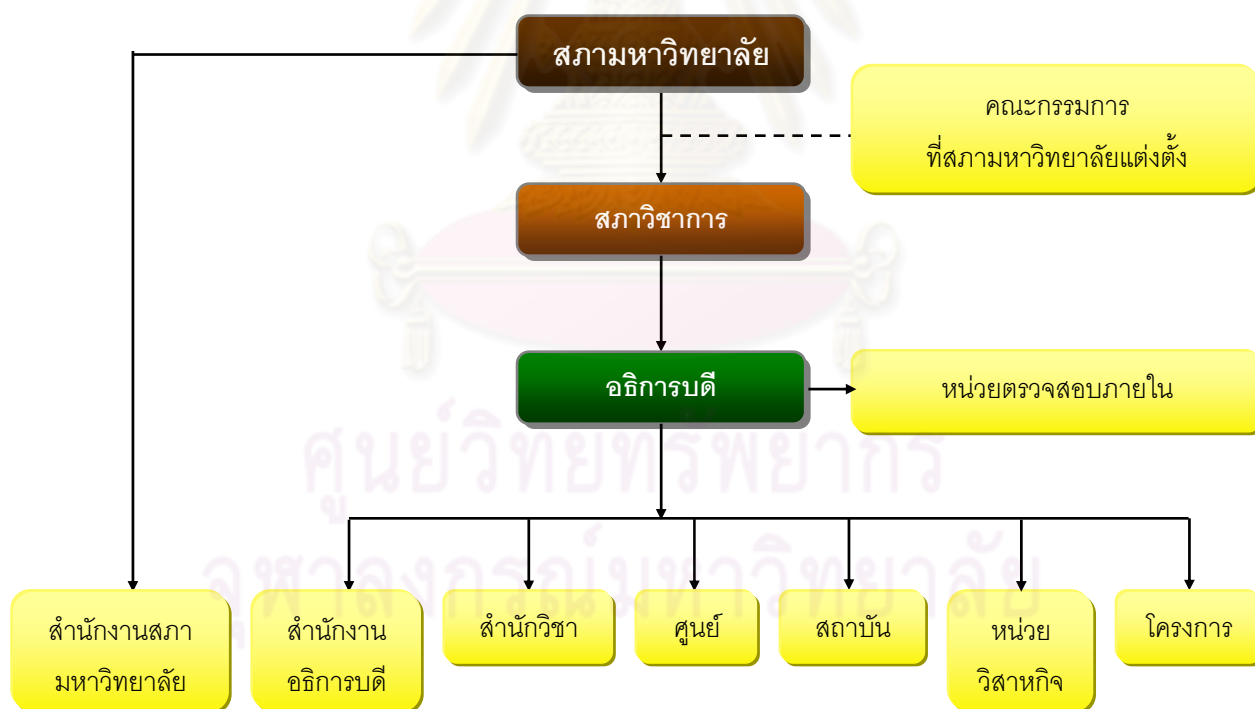 สภามหาวิทยาลัย
คณะกรรมการ
ที่สภามหาวิทยาลัยแต่งตั้ง
สภาวิชาการ
อธิการบดี
หน่วยตรวจสอบภายใน
ศูนย์วิทยทรัพยากร
จุฬาลงกรณ์มหาวิทยาลัย
สำนักงานสภา
มหาวิทยาลัย
สำนักงาน
อธิการบดี
สำนักวิชา
ศูนย์
สถาบัน
หน่วย
วิสาหกิจ
โครงการ